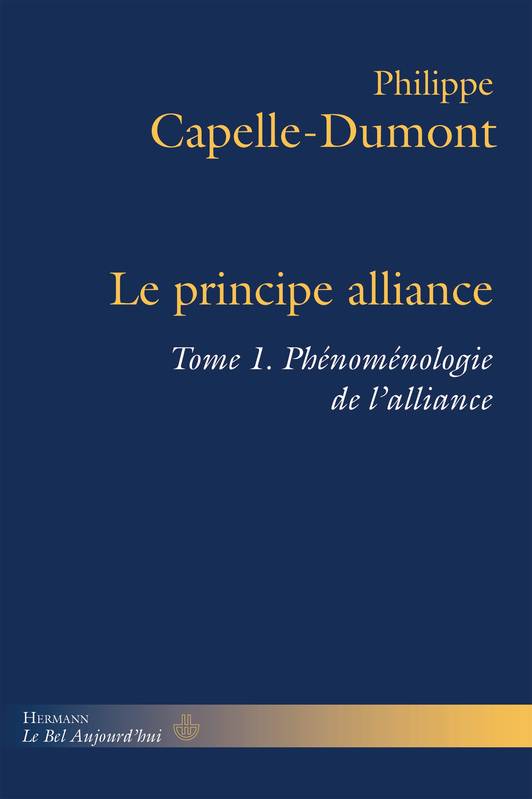 Philippe
Capelle-Dumont
Le principe alliance
Tome 1. Phénoménologie
de l’alliance
Hermann
Le Bel Aujourd’hui